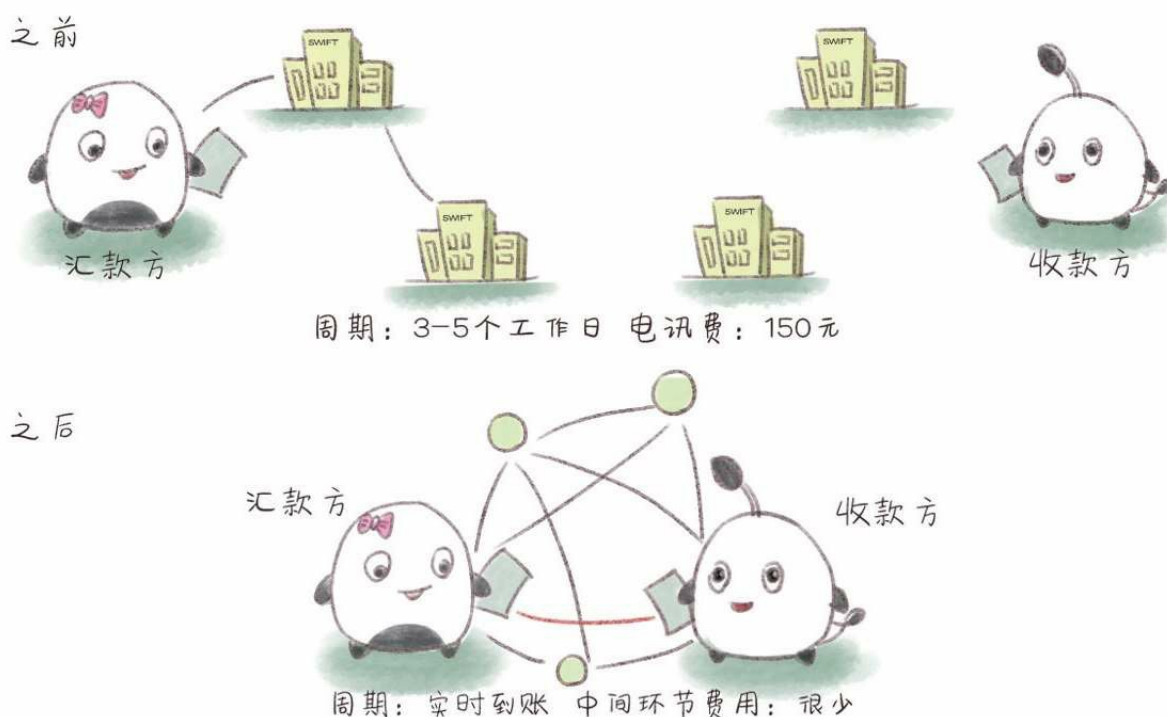 之前
SWIFT
SWIFT
SWIFT
SWIFT
汇款方
收款方
周期：3-5个工作日 电讯费：150元
之后
汇款方
收款方
周期：实时到账 中间环节费用：很少